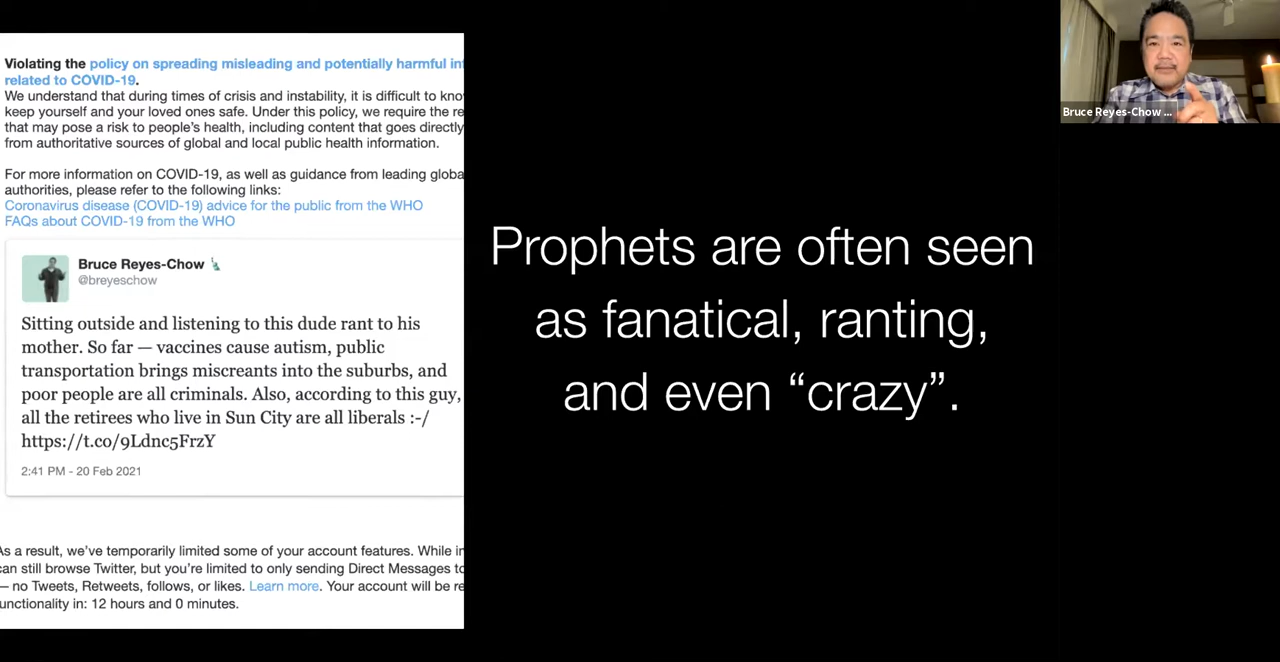 Violating the policy on spreading misleading and potentially harmful in
related to COVID-19.
We understand that during times of crisis and instability, it is difficult to kno
keep yourself and your loved ones safe. Under this policy, we require the re
that may pose a risk to people's health, including content that goes directly
from authoritative sources of global and local public health information.
For more information on COVID-19, as well as guidance from leading globa
authorities, please refer to the following links:
Coronavirus disease (COVID-19) advice for the public from the WHO
FAQs about COVID-19 from the WHO
Bruce Reyes-Chow
@breyeschow
Sitting outside and listening to this dude rant to his
mother. So far — vaccines cause autism, public
transportation brings miscreants into the suburbs, and
poor people are all criminals. Also, according to this guy,
all the retirees who live in Sun City are all liberals :-/
https://t.co/9Ldnc5FrzY
2:41 PM - 20 Feb 2021
As a result, we've temporarily limited some of your account features. While in
can still browse Twitter, but you're limited to only sending Direct Messages to
— no Tweets, Retweets, follows, or likes. Learn more. Your account will be re
unctionality in: 12 hours and 0 minutes.
Prophets are often seen
as fanatical, ranting,
and even “crazy”.
Bruce Reyes-Chow ...